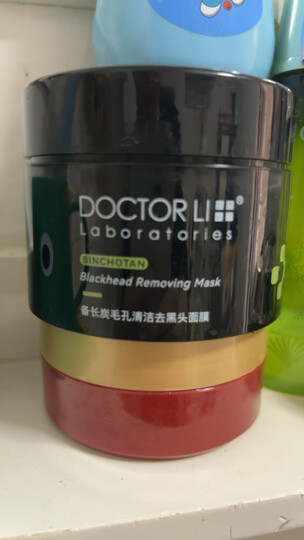 DOCTOR LI®
Laboratories
BINCHOTAN
Blackhead Removing Mask
备长炭毛孔清洁去黑头面膜